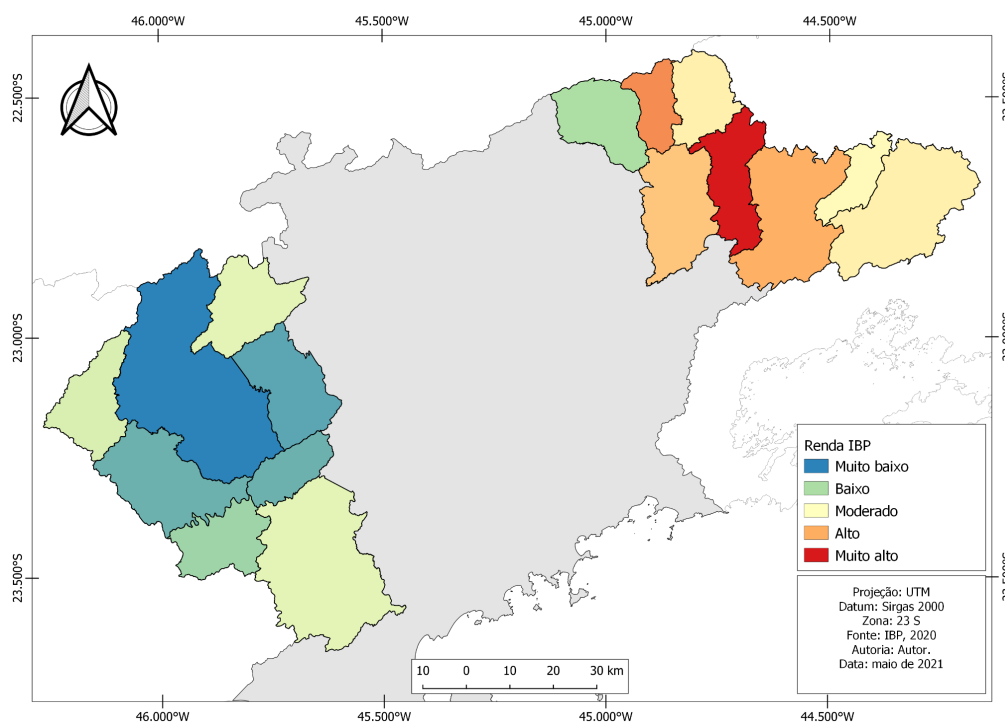 46.000°W 45.500°W 45.000°W 44.500°W
22.500°S
23.000°S
23.500°S
Renda IBP
Muito baixo
Baixo
Moderado
Alto
Muito alto
Projeção: UTM
Datum: Sirgas 2000
Zona: 23 S
Fonte: IBP, 2020
Autoria: Autor.
Data: maio de 2021
10 0 10 20 30 km
46.000°W 45.500°W 45.000°W 44.500°W